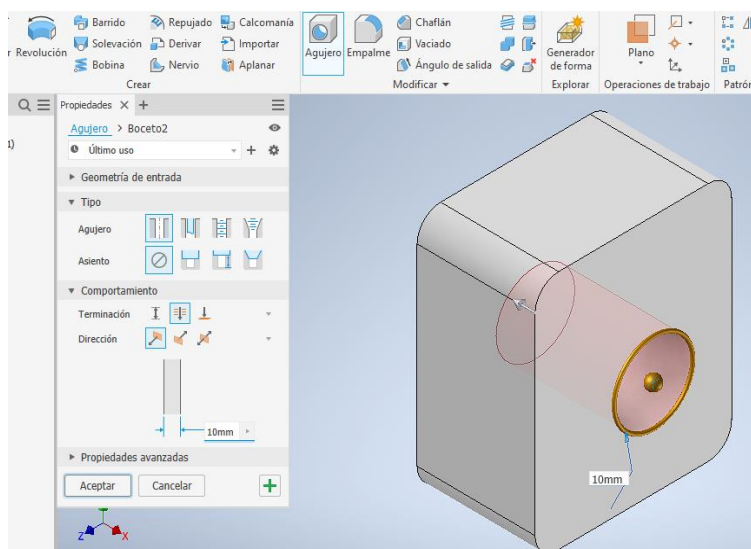 Barrido Repujado Calcomanía Chaflán
Revolución Solevación Derivar Importar Agujero Empalme Vaciado Generador de forma Plano
Bobina Nervio Aplanar Ángulo de salida
Crear Modificar Explorar Operaciones de trabajo Patrón
Propiedades
Agujero > Boceto2
Último uso
Geometría de entrada
Tipo
Agujero
Asiento
Comportamiento
Terminación
Dirección
10mm
10mm
Propiedades avanzadas
Aceptar Cancelar
Z X